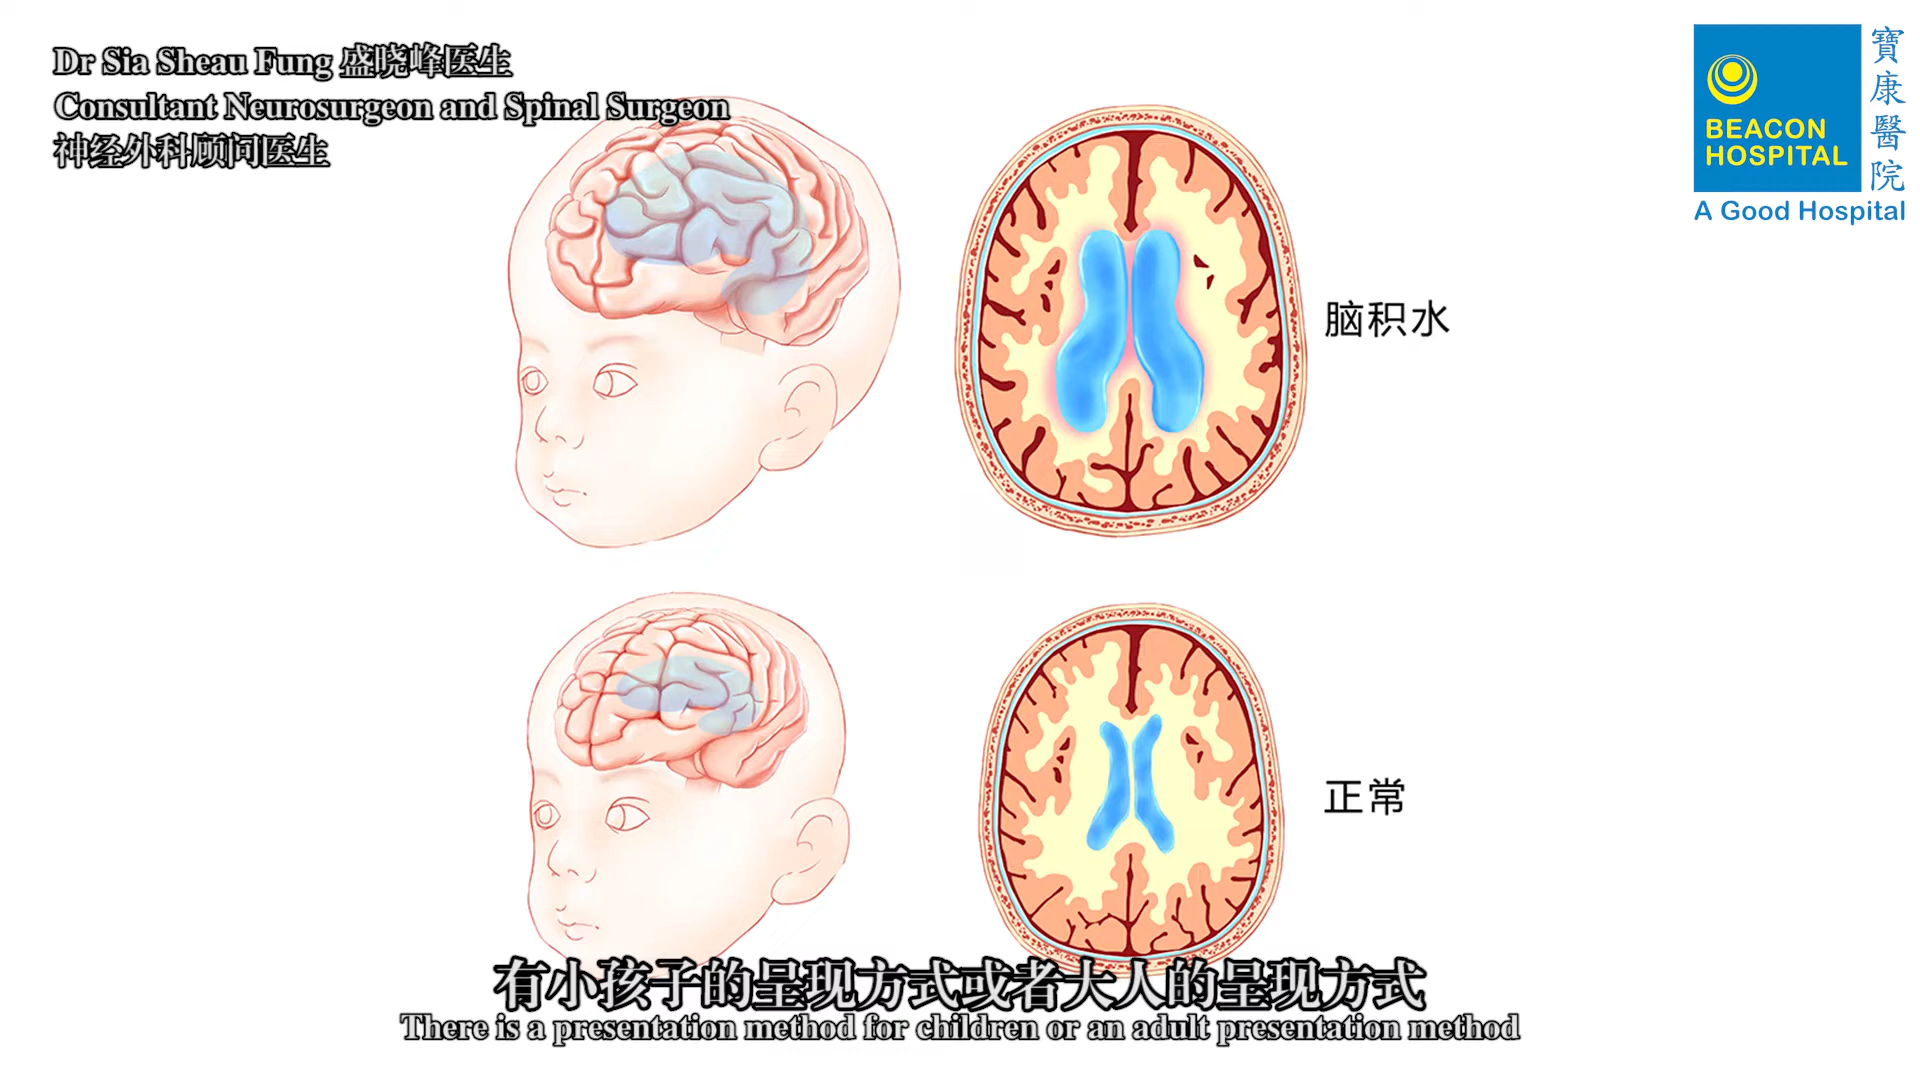 Dr Sia Sheau Fung 盛晓峰医生
Consultant Neurosurgeon and Spinal Surgeon
神经外科顾问医生
BEACON
HOSPITAL
寶康醫院
A Good Hospital
脑积水
正常
有小孩子的呈现方式或者大人的呈现方式
There is a presentation method for children or an adult presentation method